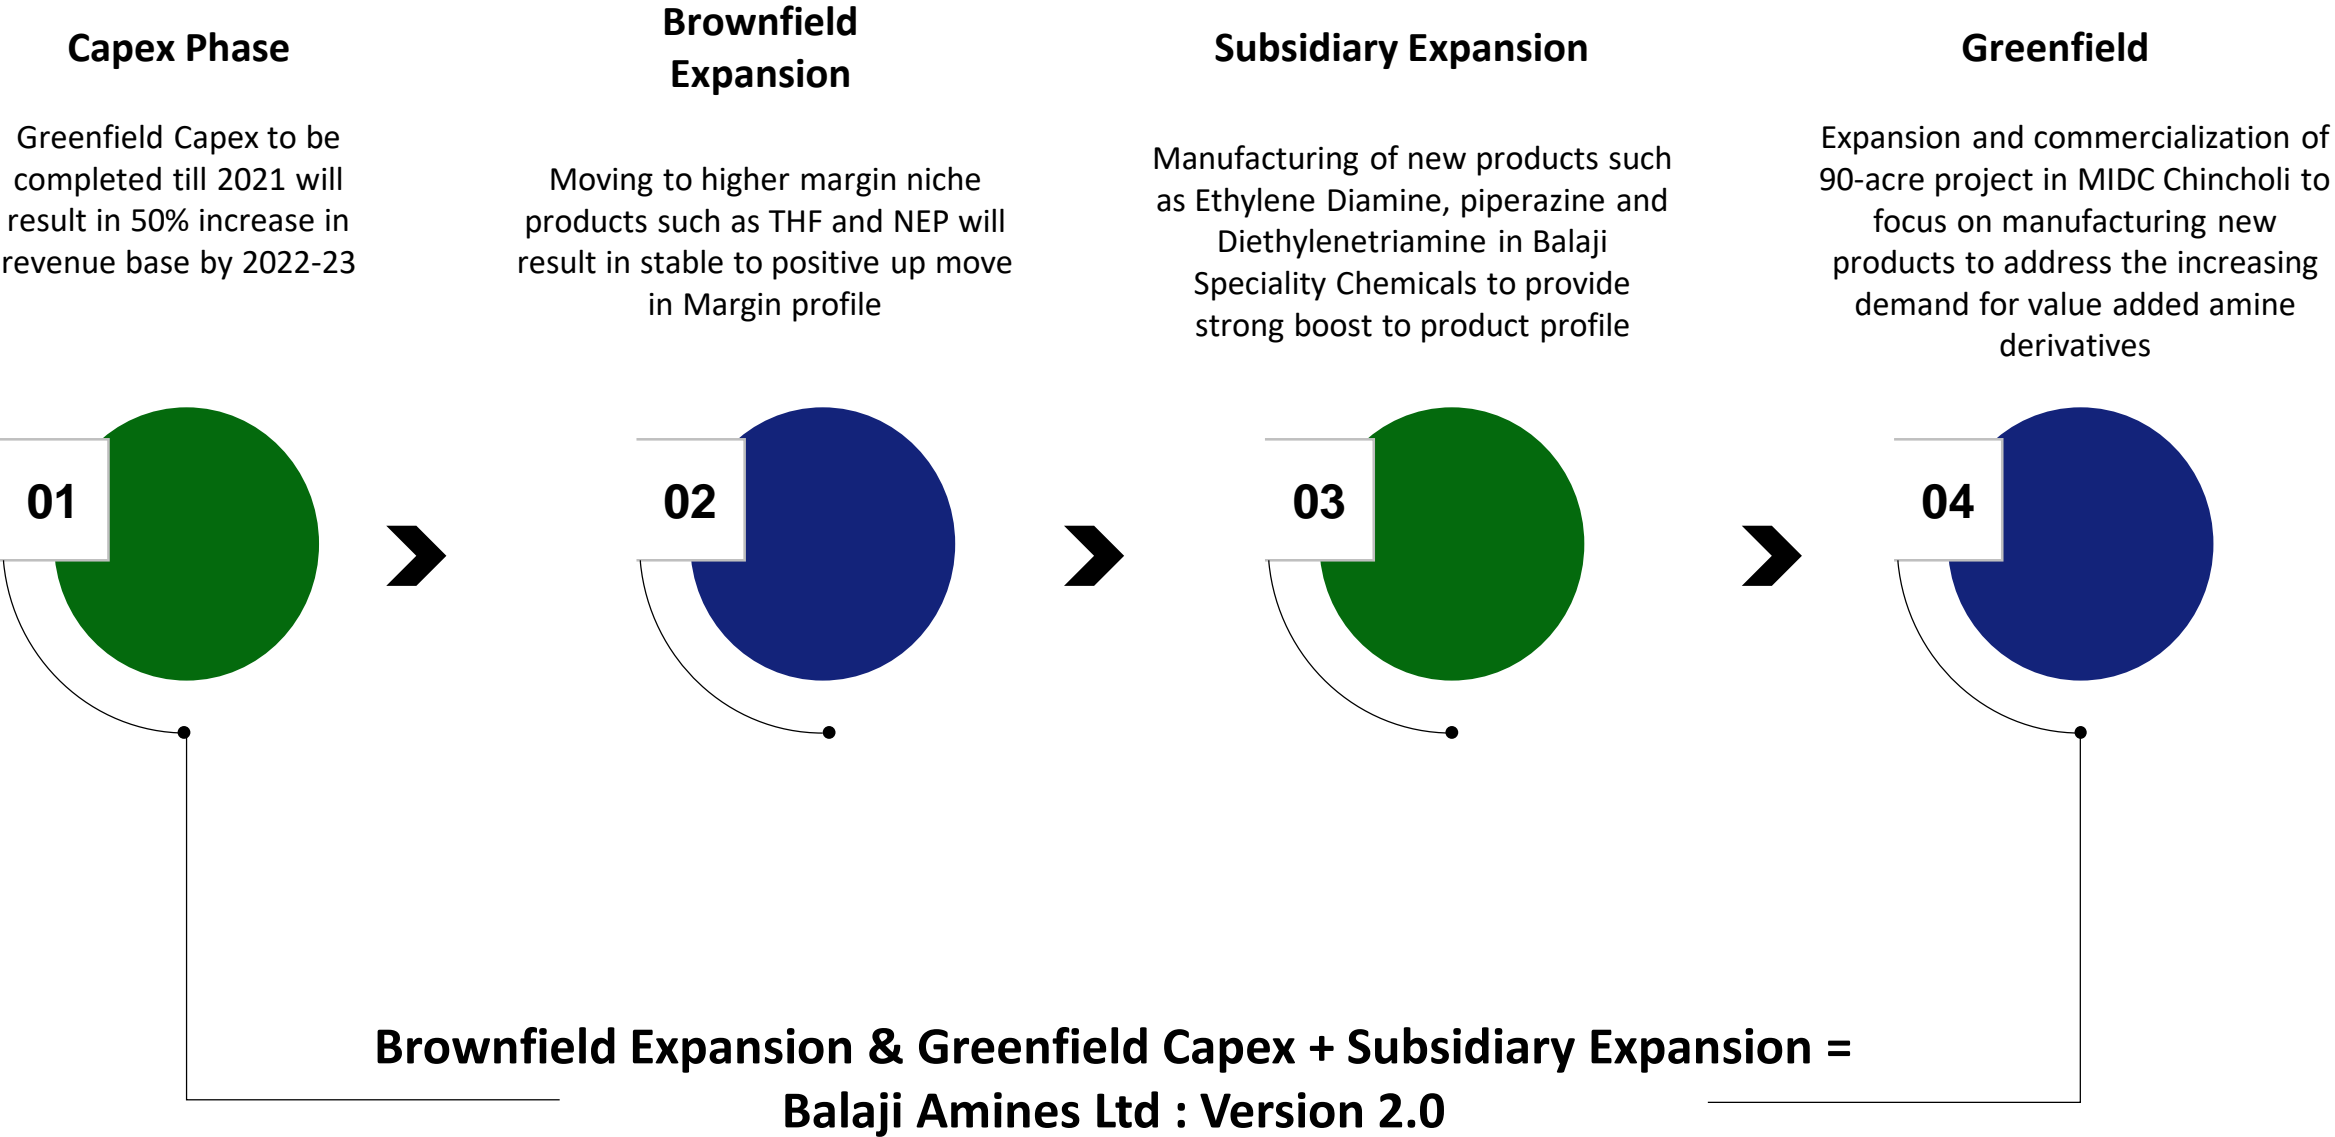 Capex Phase
Greenfield Capex to be
completed till 2021 will
result in 50% increase in
revenue base by 2022-23
01
Brownfield
Expansion
Moving to higher margin niche
products such as THF and NEP will
result in stable to positive up move
in Margin profile
02
Subsidiary Expansion
Manufacturing of new products such
as Ethylene Diamine, piperazine and
Diethylenetriamine in Balaji
Speciality Chemicals to provide
strong boost to product profile
03
Greenfield
Expansion and commercialization of
90-acre project in MIDC Chincholi to
focus on manufacturing new
products to address the increasing
demand for value added amine
derivatives
04
Brownfield Expansion & Greenfield Capex + Subsidiary Expansion =
Balaji Amines Ltd : Version 2.0